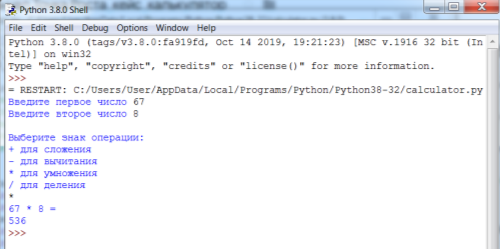 Python 3.8.0 Shell
File Edit Shell Debug Options Window Help
Python 3.8.0 (tags/v3.8.0:fa919fd, Oct 14 2019, 19:21:23) [MSC v.1916 32 bit (In
tel)] on win32
Type "help", "copyright", "credits" or "license()" for more information.
>>>
= RESTART: C:/Users/User/AppData/Local/Programs/Python/Python38-32/calculator.py
Введите первое число 67
Введите второе число 8
Выберите знак операции:
+ для сложения
- для вычитания
* для умножения
/ для деления
*
67 * 8 =
536
>>>